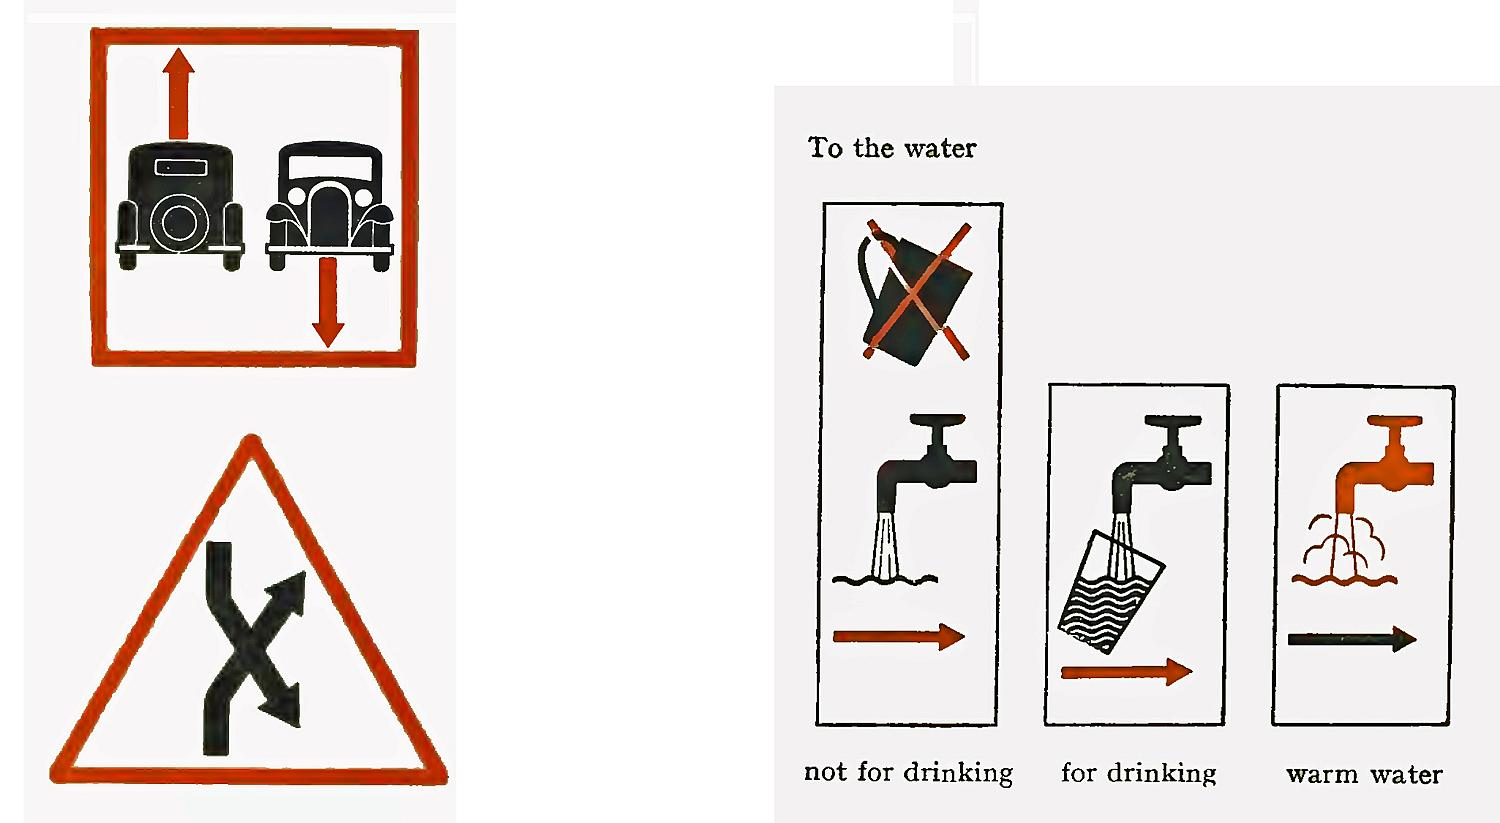 To the water
not for drinking
for drinking
warm water